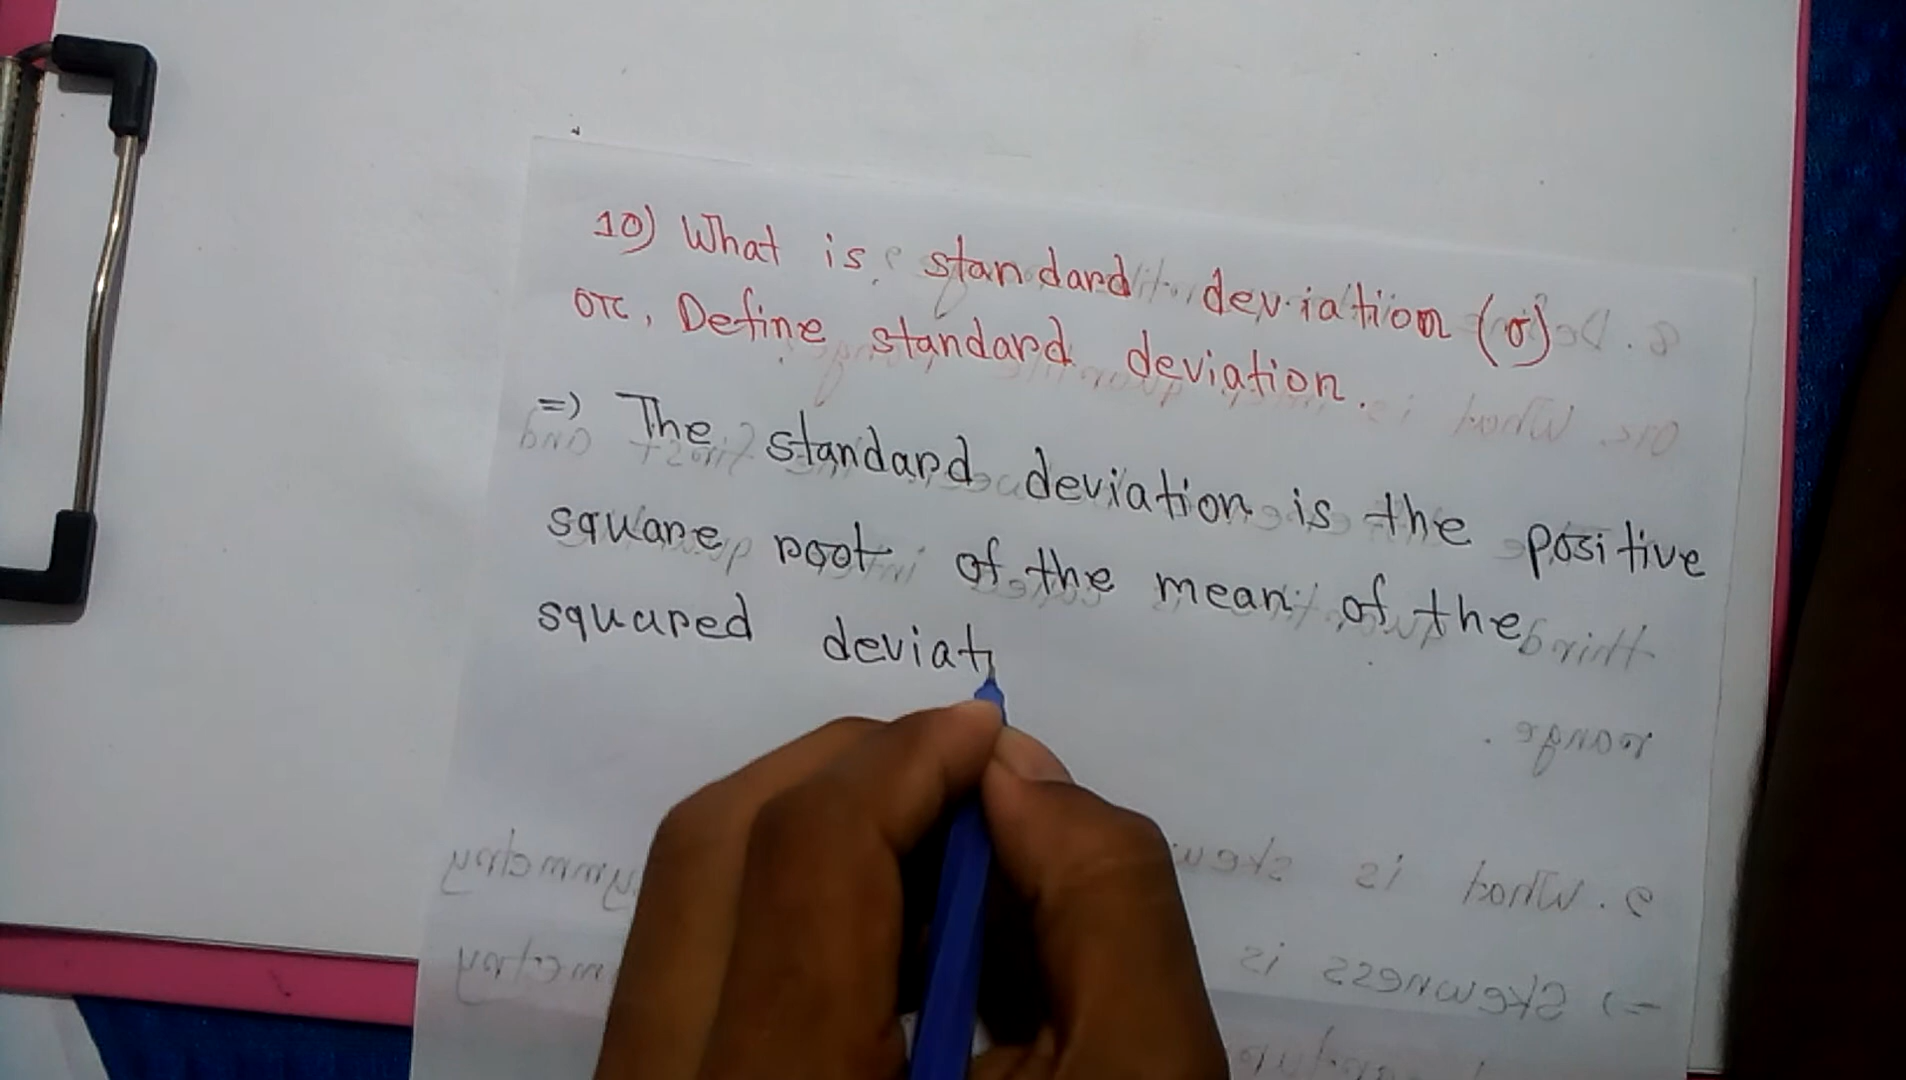 10) What is standard deviation (σ)
or, Define standard deviation.
=) The standard deviation is the positive
square root of the mean of the
squared deviat